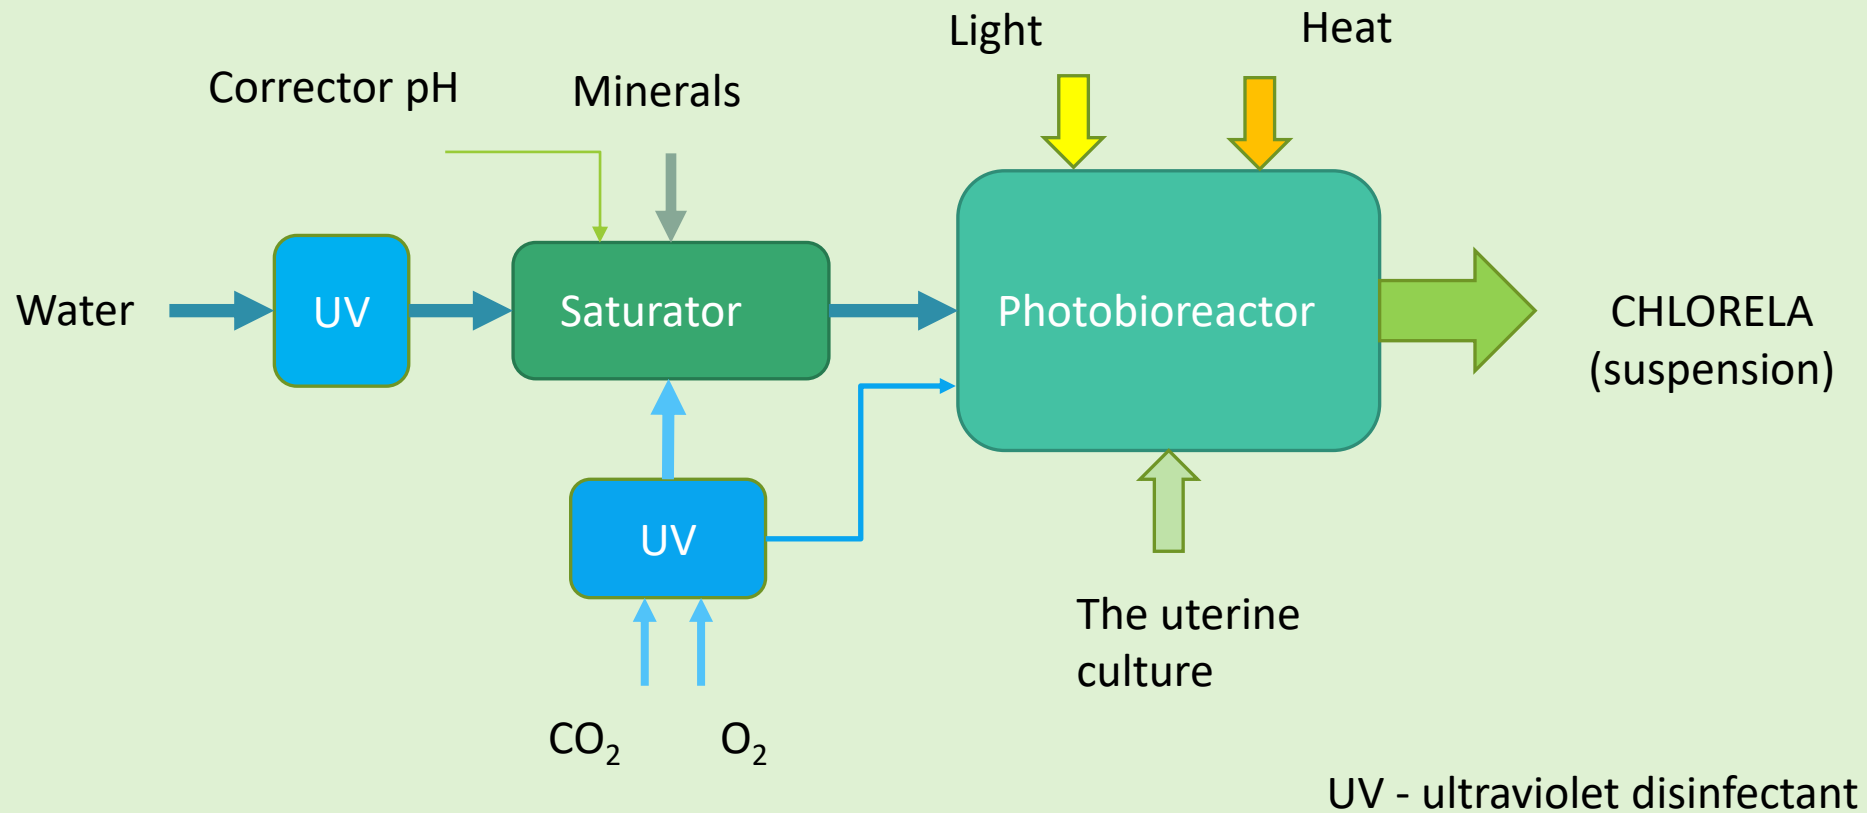 Light
Heat
Corrector pH
Minerals
Water
UV
Saturator
Photobioreactor
CHLORELA
(suspension)
UV
The uterine
culture
CO₂
O₂
UV - ultraviolet disinfectant